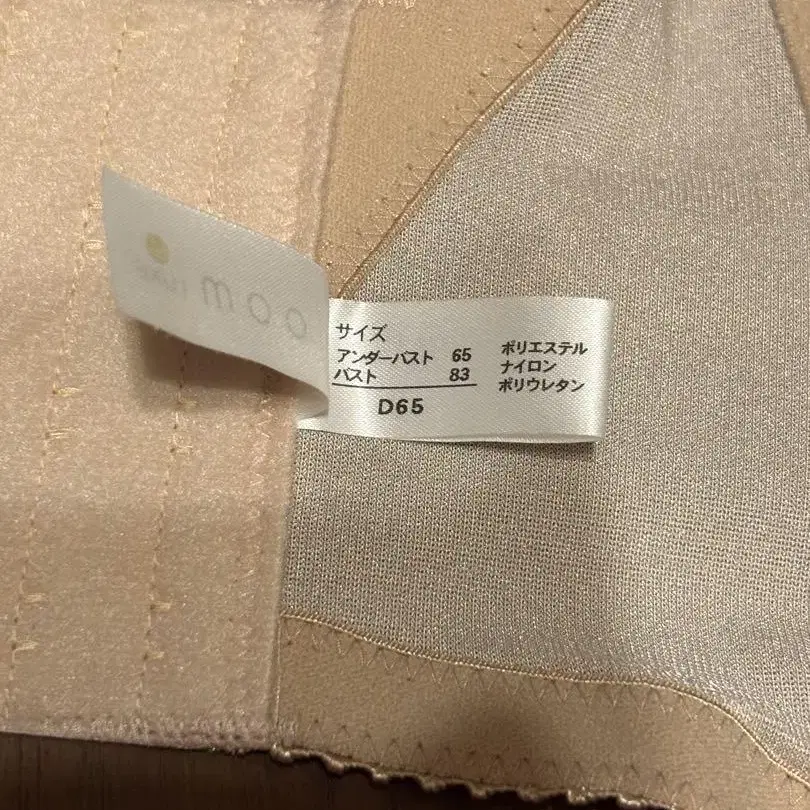 サイズ
アンダーバスト 65
バスト 83
D65
ポリエステル
ナイロン
ポリウレタン